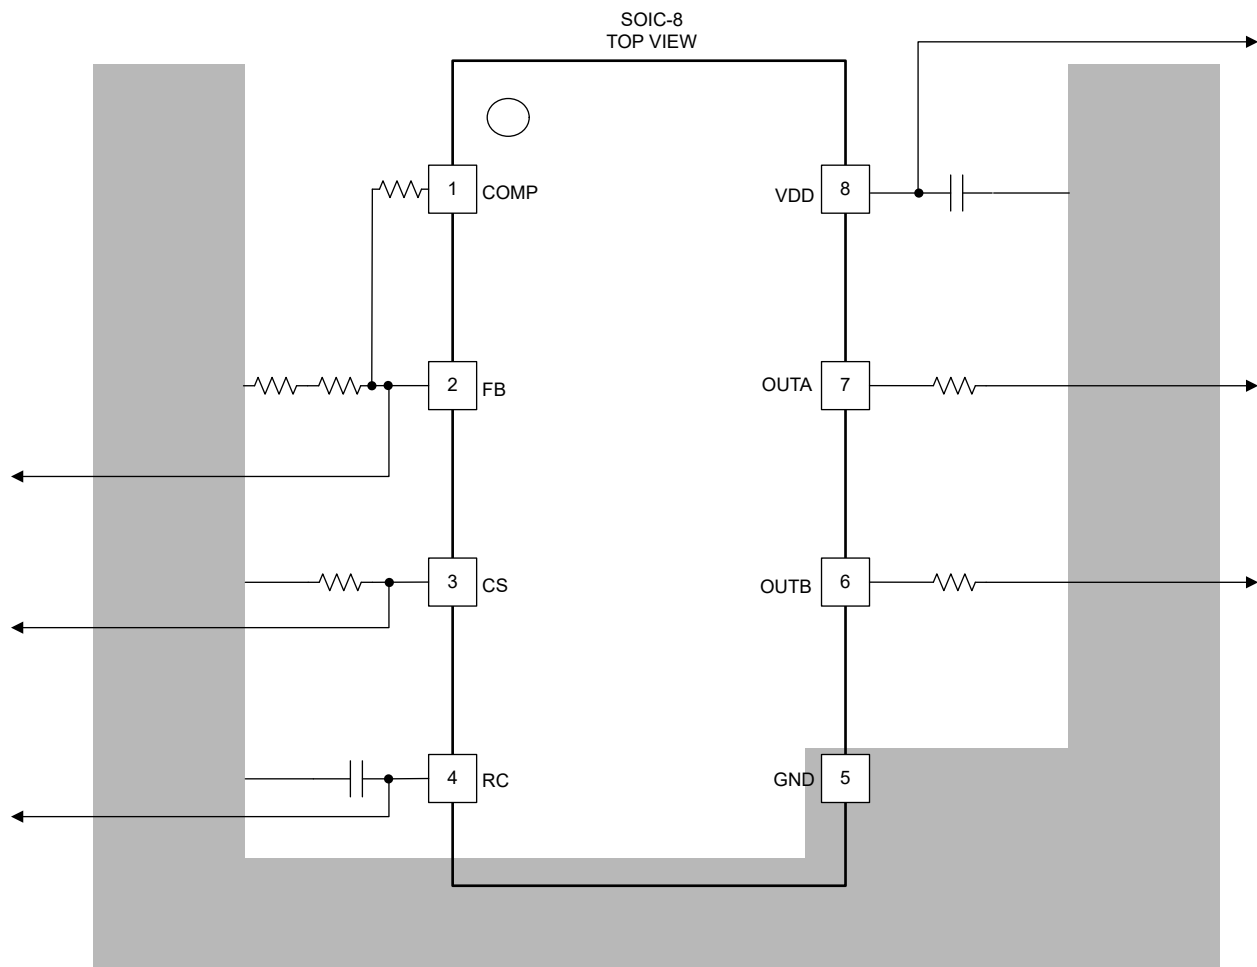 SOIC-8
TOP VIEW
1 COMP
VDD 8
2 FB
OUTA 7
3 CS
OUTB 6
4 RC
GND 5